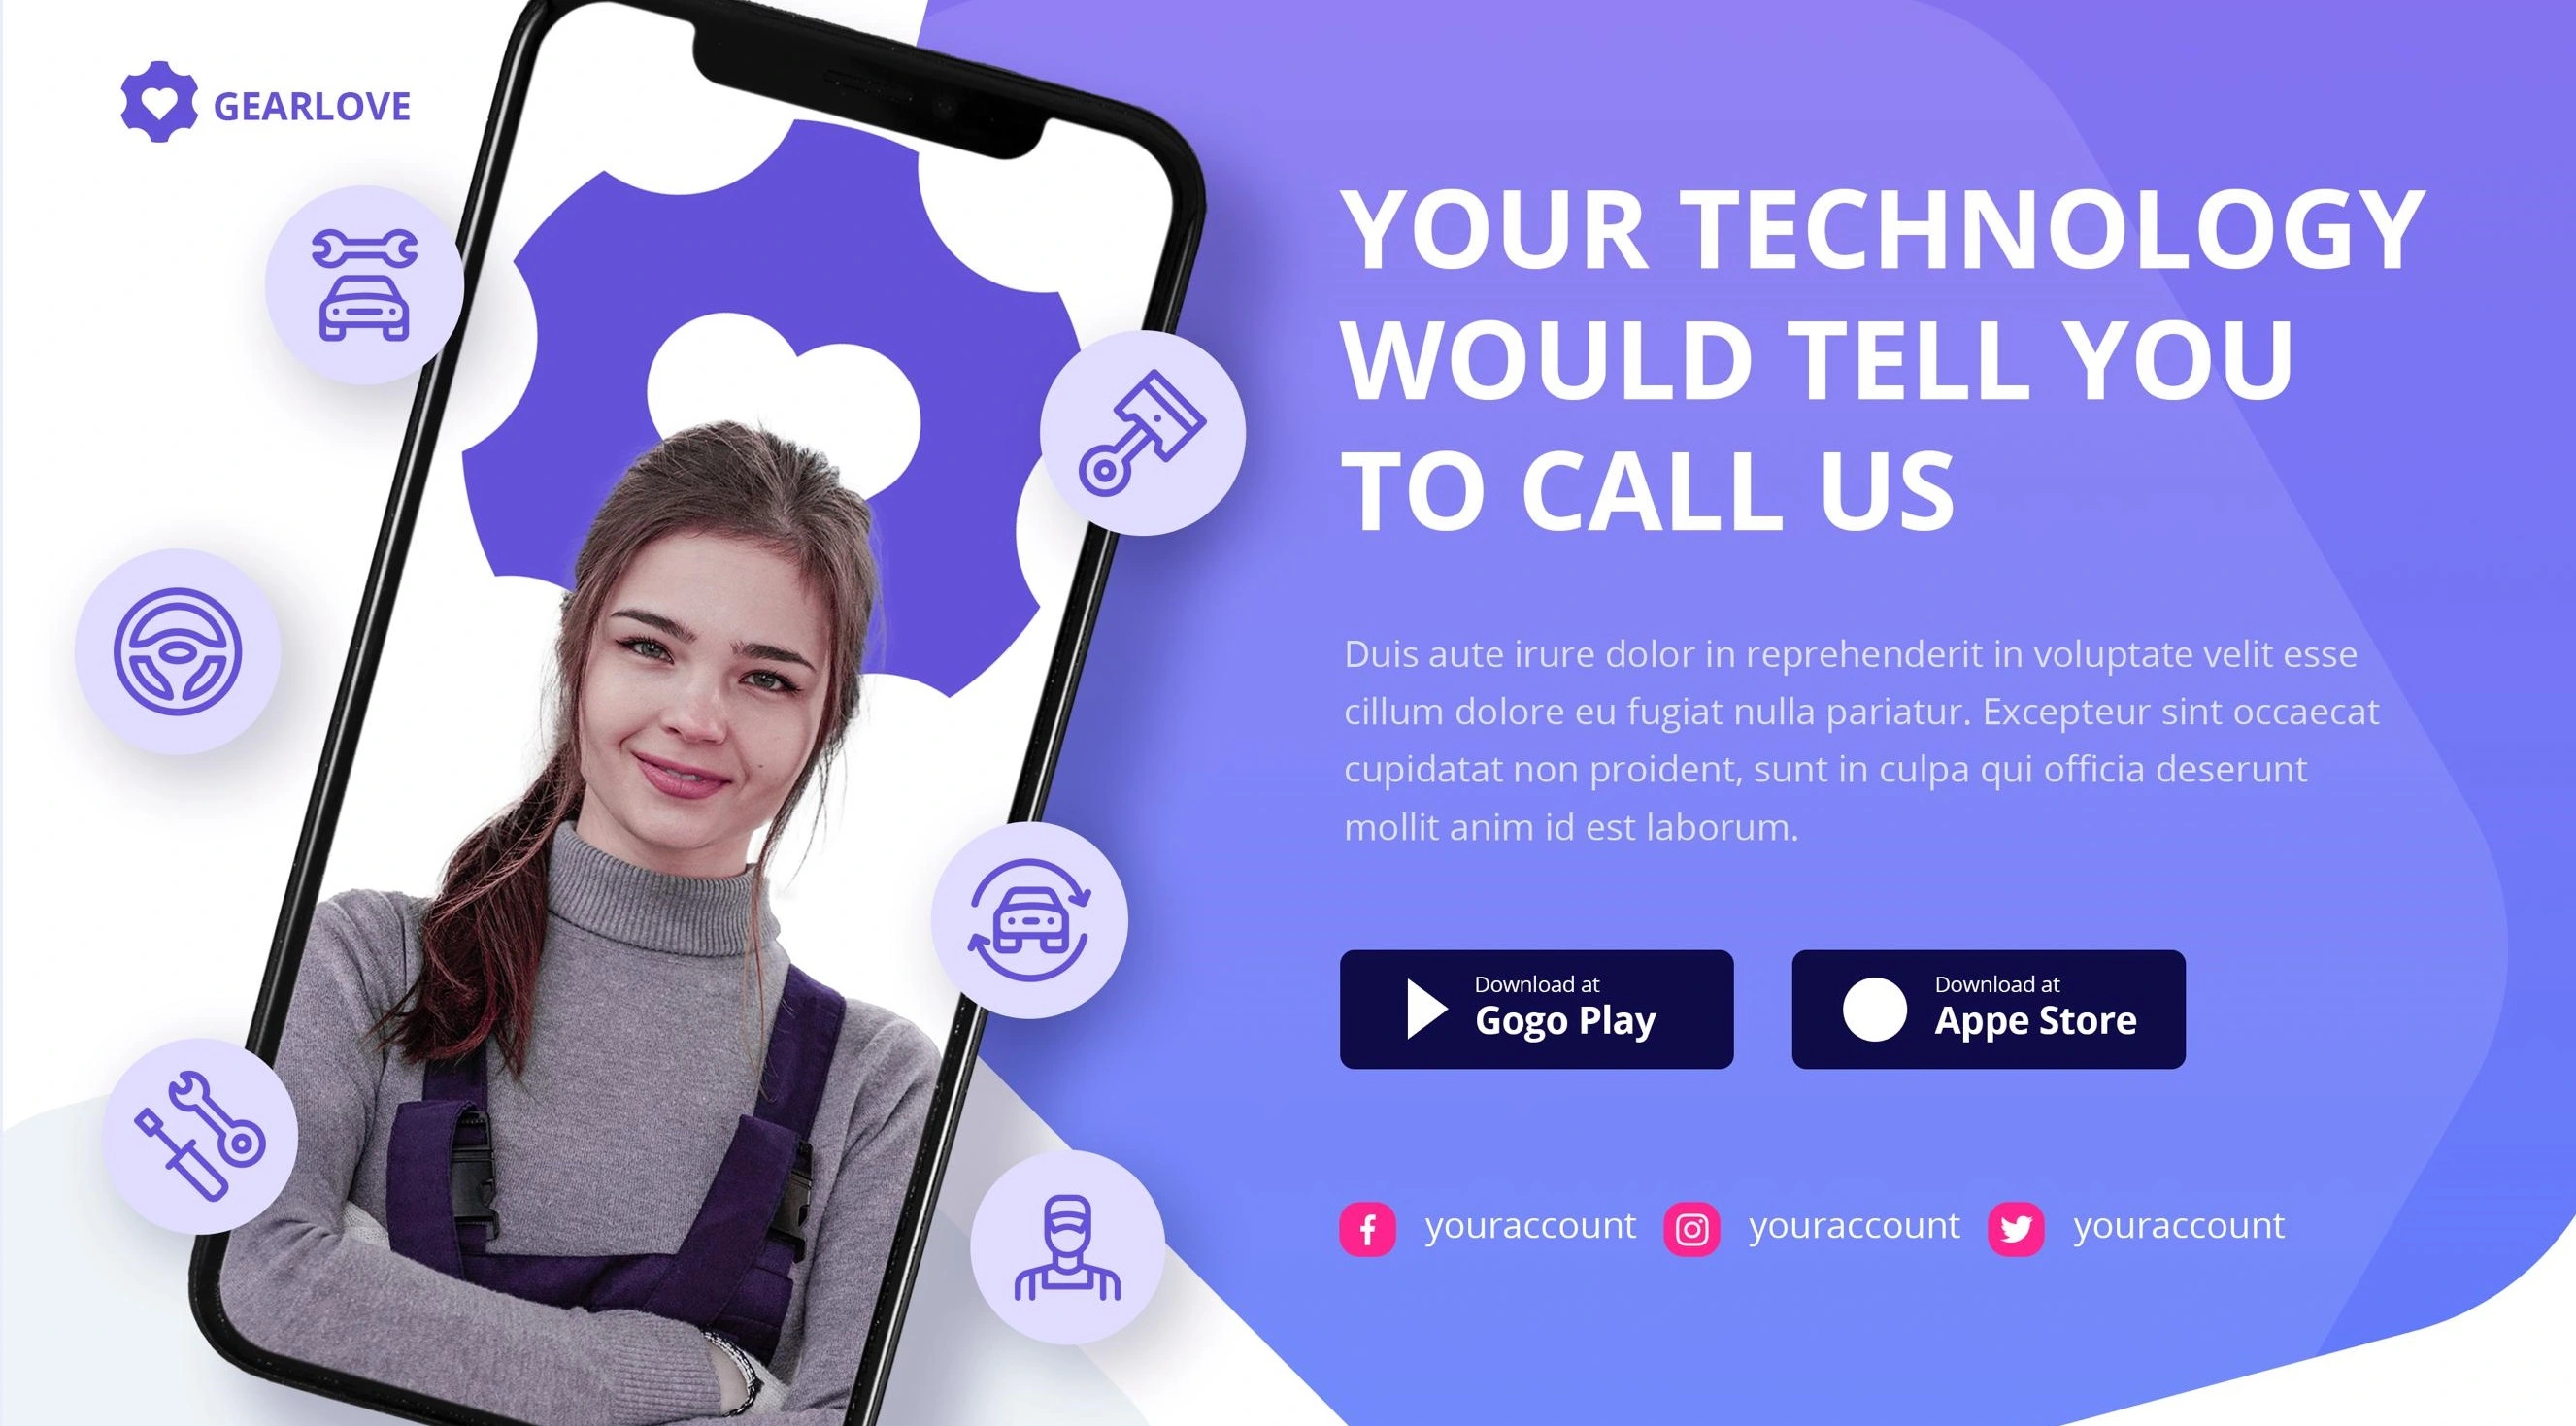 GEARLOVE
YOUR TECHNOLOGY
WOULD TELL YOU
TO CALL US
Duis aute irure dolor in reprehenderit in voluptate velit esse
cillum dolore eu fugiat nulla pariatur. Excepteur sint occaecat
cupidatat non proident, sunt in culpa qui officia deserunt
mollit anim id est laborum.
Download at
Gogo Play
Download at
Appe Store
youraccount
youraccount
youraccount